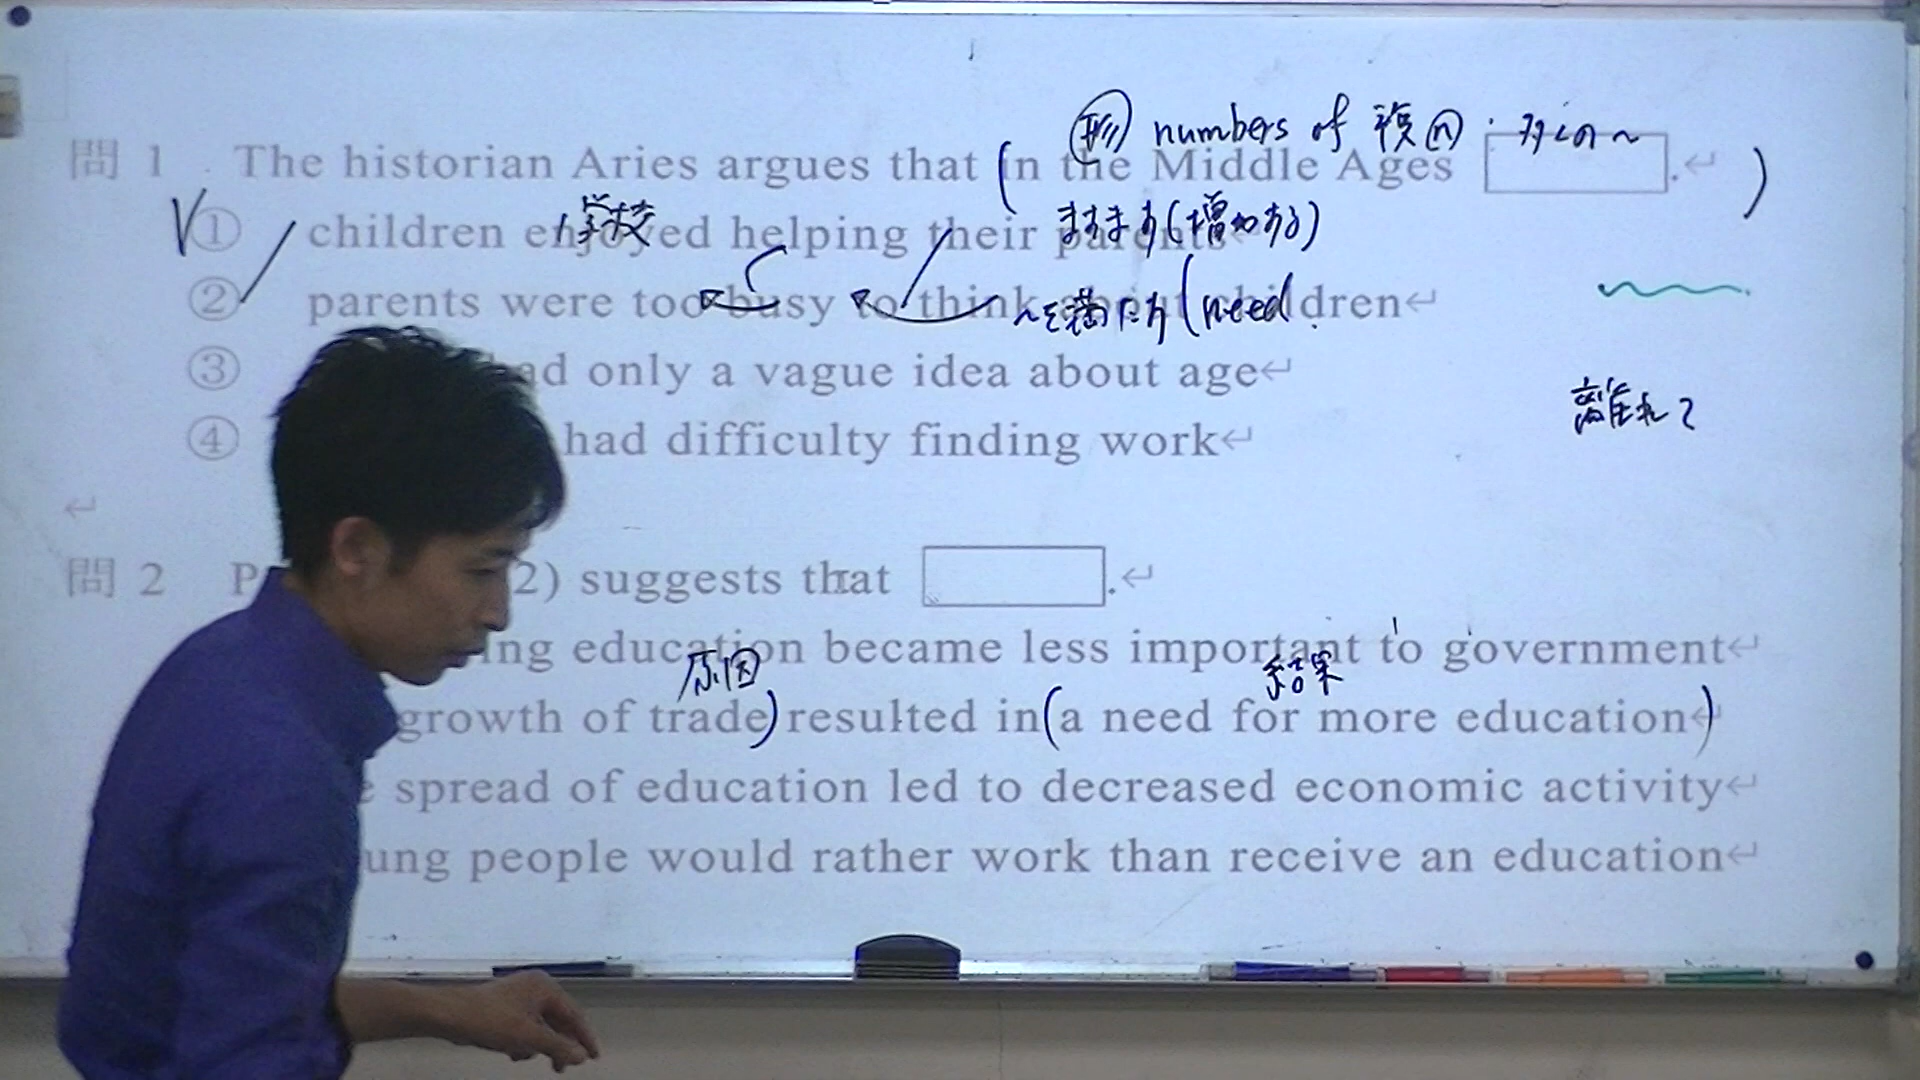 形 numbers of 複の 多くの～
問 1 The historian Aries argues that (in the Middle Ages . )
① children enjoyed helping their parents
学校 ますます(増加する)
② parents were too busy to think about children
～を満たす(need
③ ad only a vague idea about age
離れて
④ had difficulty finding work
問 2 P 2) suggests that .
ing education became less important to government
原因 結果
growth of trade) resulted in (a need for more education)
e spread of education led to decreased economic activity
ung people would rather work than receive an education